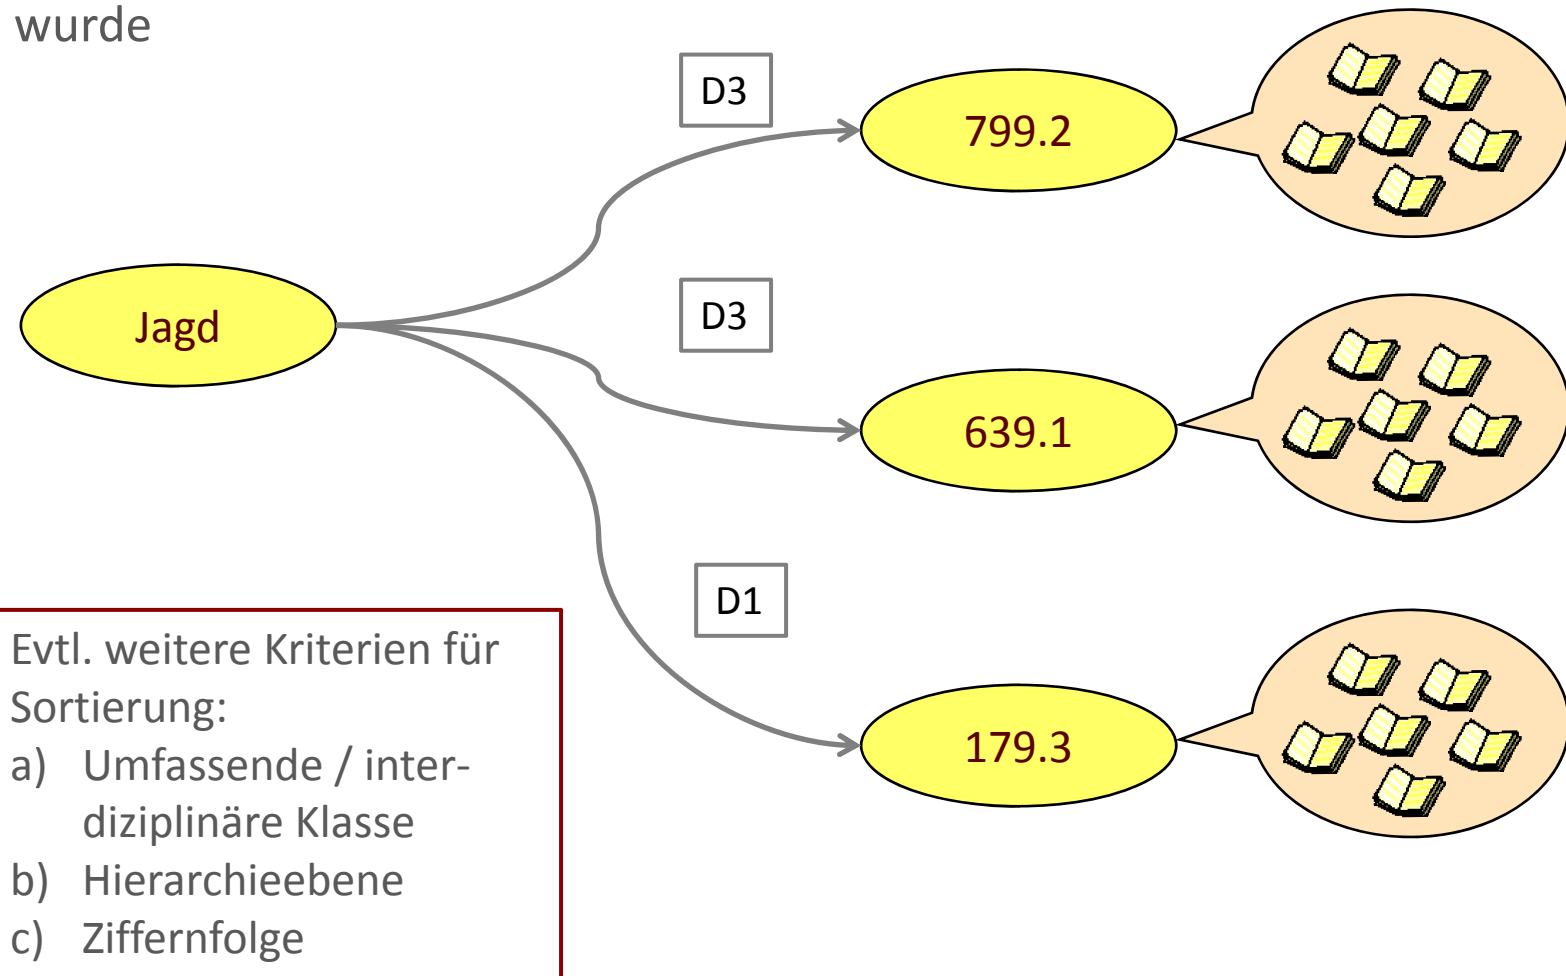 wurde
D3
799.2
Jagd
D3
639.1
D1
179.3
Evtl. weitere Kriterien für
Sortierung:
a) Umfassende / inter-
diziplinäre Klasse
b) Hierarchieebene
c) Ziffernfolge